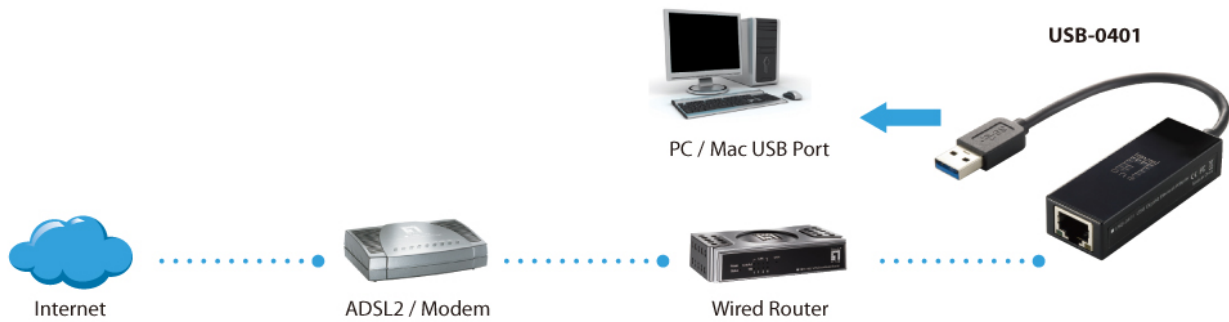 USB-0401
PC / Mac USB Port
Internet
ADSL2 / Modem
Wired Router